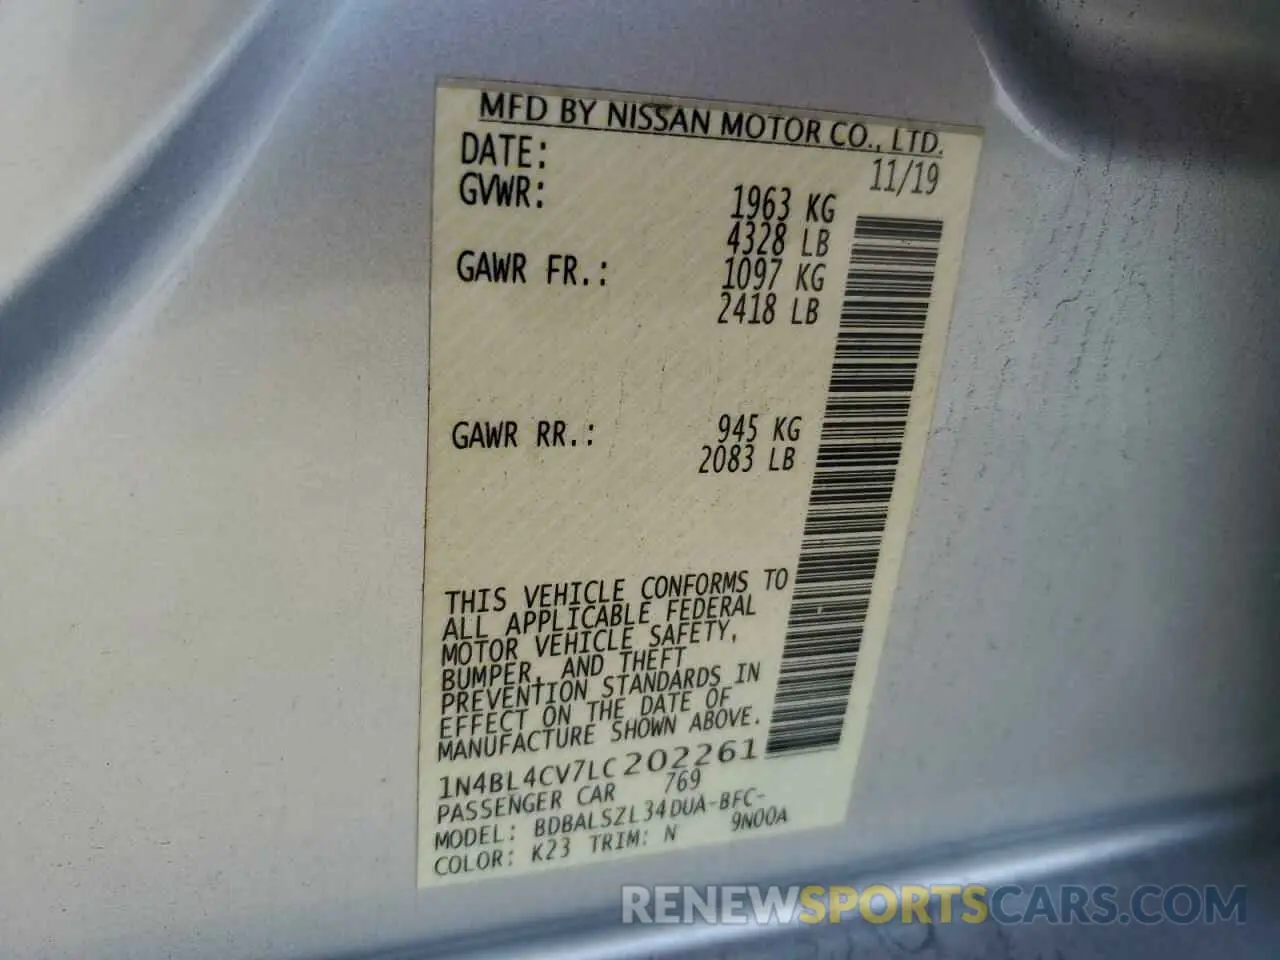 MFD BY NISSAN MOTOR CO., LTD.
DATE: 11/19
GVWR: 1963 KG
4328 LB
GAWR FR.: 1097 KG
2418 LB
GAWR RR.: 945 KG
2083 LB
THIS VEHICLE CONFORMS TO
ALL APPLICABLE FEDERAL
MOTOR VEHICLE SAFETY,
BUMPER, AND THEFT
PREVENTION STANDARDS IN
EFFECT ON THE DATE OF
MANUFACTURE SHOWN ABOVE.
1N4BL4CV7LC202261
PASSENGER CAR 769
MODEL: BDBALSZL34DUA-BFC-
COLOR: K23 TRIM: N 9N00A
RENEWSPORTSCARS.COM